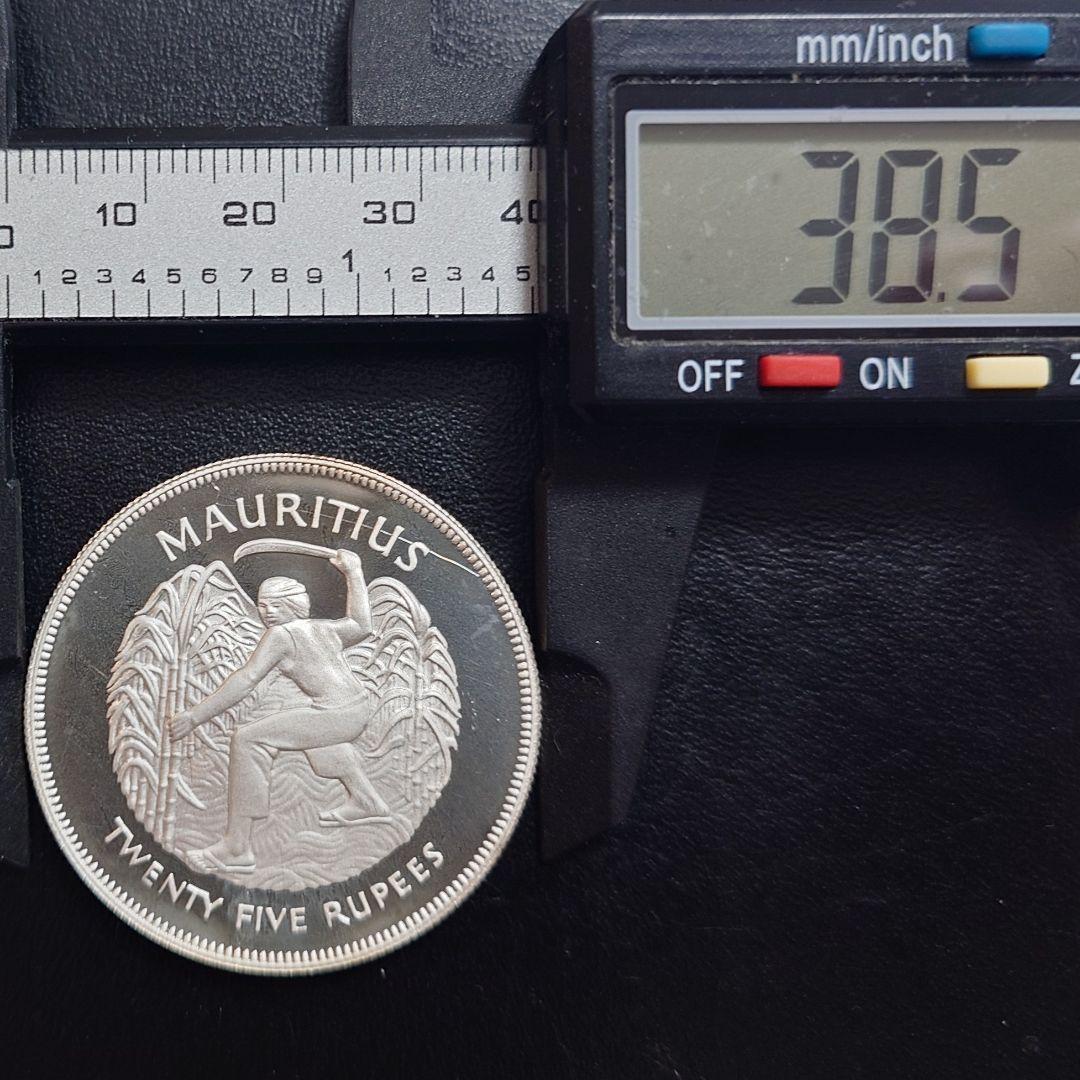 mm/inch
38.5
0 10 20 30 40
1 2 3 4 5 6 7 8 9 1 1 2 3 4 5
OFF ON Z
MAURITIUS
TWENTY FIVE RUPEES